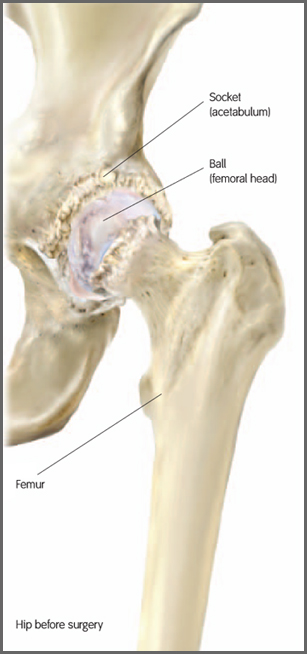 Socket
(acetabulum)
Ball
(femoral head)
Femur
Hip before surgery